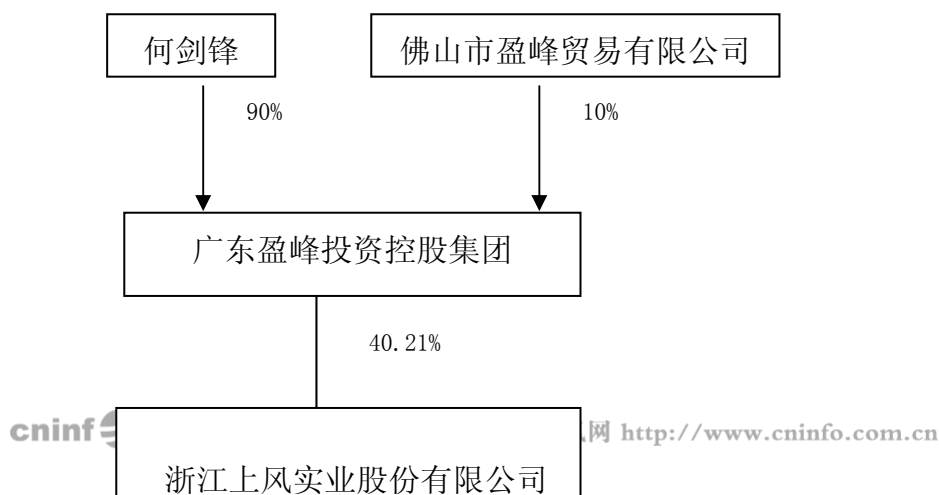 何剑锋
佛山市盈峰贸易有限公司
90%
10%
广东盈峰投资控股集团
40.21%
cninf
网 http://www.cninfo.com.cn
浙江上风实业股份有限公司